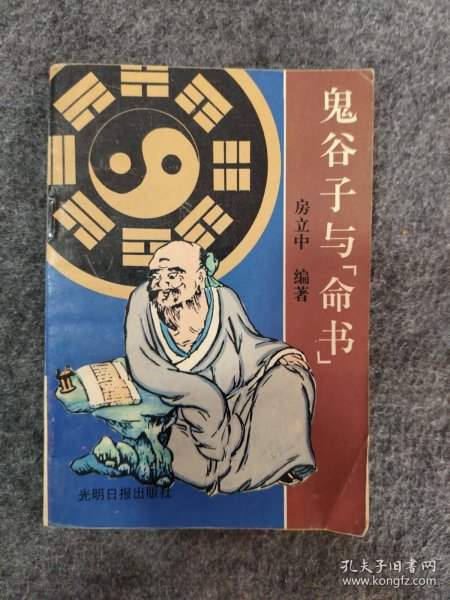 鬼谷子与「命书」
房立中 编著
光明日报出版社
孔夫子旧书网
www.kongfz.com